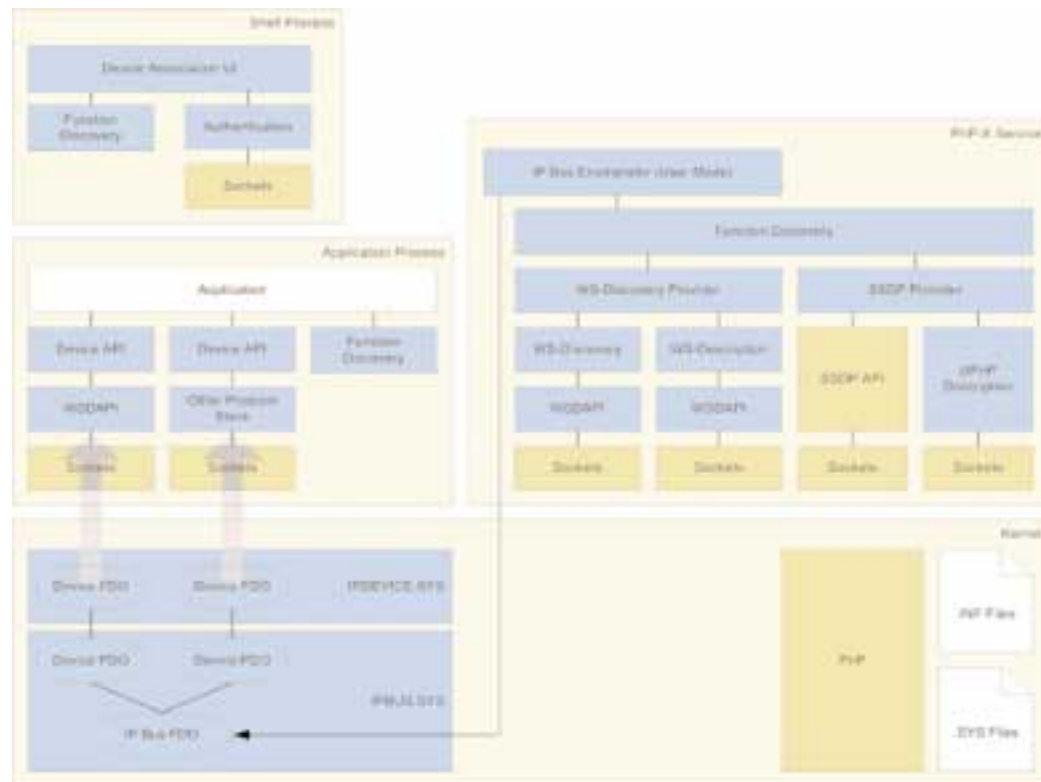 Shell Process
Device Association UI
Function
Discovery
Authentication
Sockets
PnP-X Service
IP Bus Enumerator (User Mode)
Function Discovery
WS-Discovery Provider
SSDP Provider
WS-Discovery
WS-Description
SSDP API
UPnP
Description
WSDAPI
WSDAPI
Sockets
Sockets
Sockets
Sockets
Application Process
Application
Device API
Device API
Function
Discovery
WSDAPI
Other Protocol
Stack
Sockets
Sockets
Kernel
Device FDO
Device FDO
IPDEVICE.SYS
Device PDO
Device PDO
IPBUS.SYS
IP Bus FDO
PnP
INF Files
SYS Files